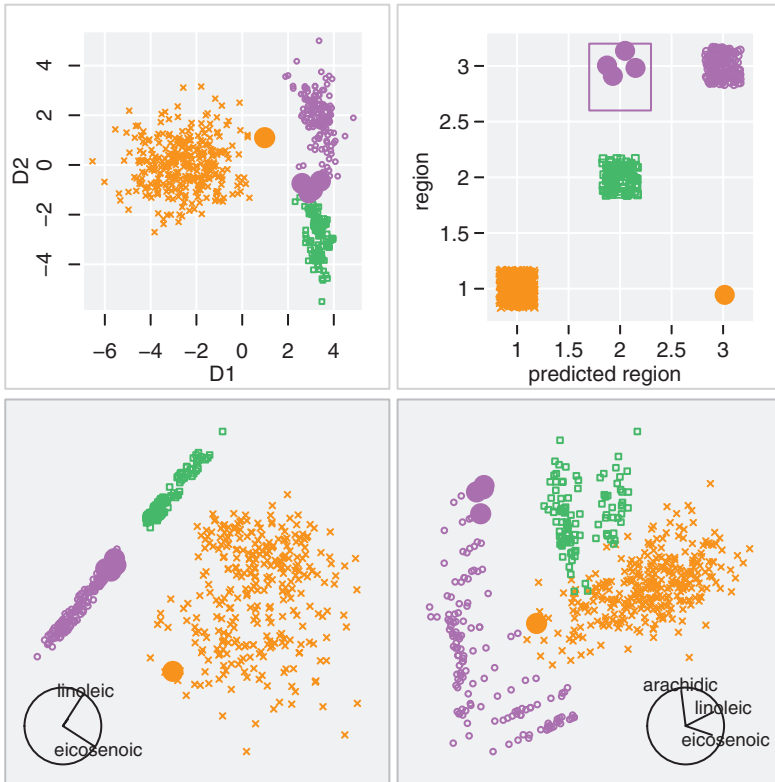 D2
4
2
0
−2
−4
−6 −4 −2 0 2 4
D1
region
3
2.5
2
1.5
1
1 1.5 2 2.5 3
predicted region
linoleic
eicosenoic
arachidic
linoleic
eicosenoic